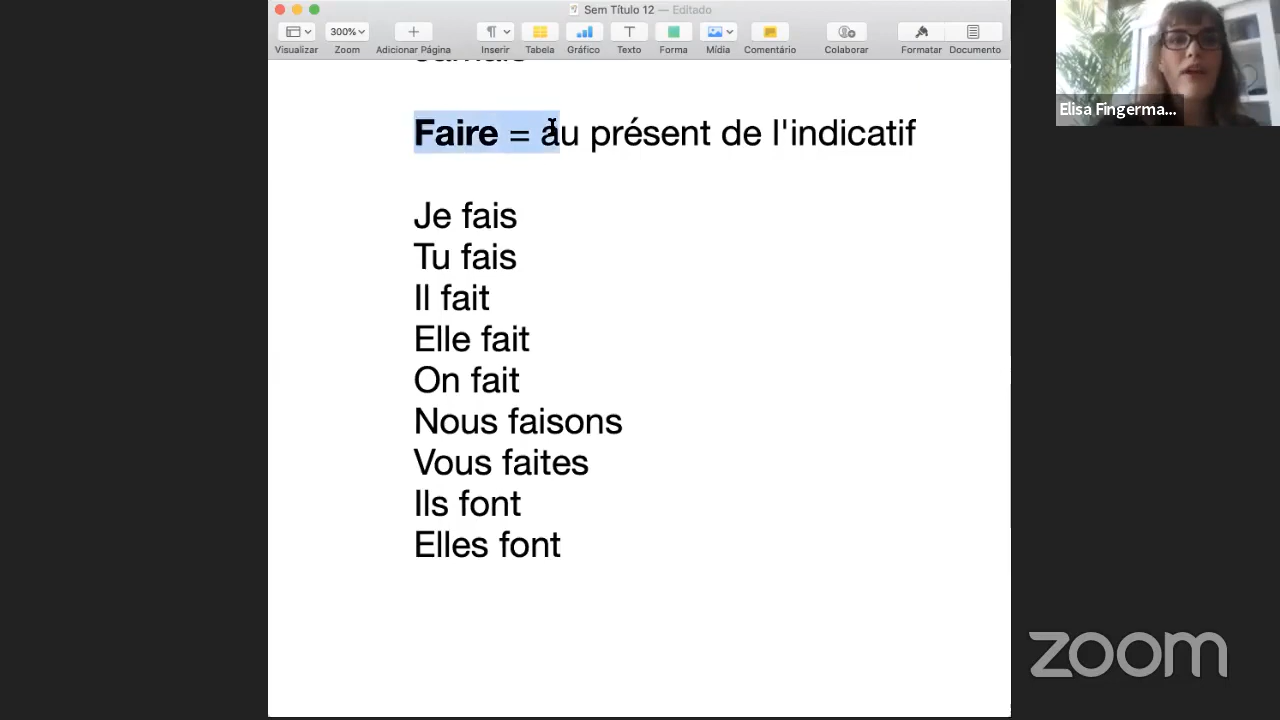 Sem Título 12 — Editado
300%
Visualizar Zoom Adicionar Página Inserir Tabela Gráfico Texto Forma Mídia Comentário Colaborar Formatar Documento
Jamais
Faire = au présent de l'indicatif
Je fais
Tu fais
Il fait
Elle fait
On fait
Nous faisons
Vous faites
Ils font
Elles font
Elisa Fingerma...
zoom